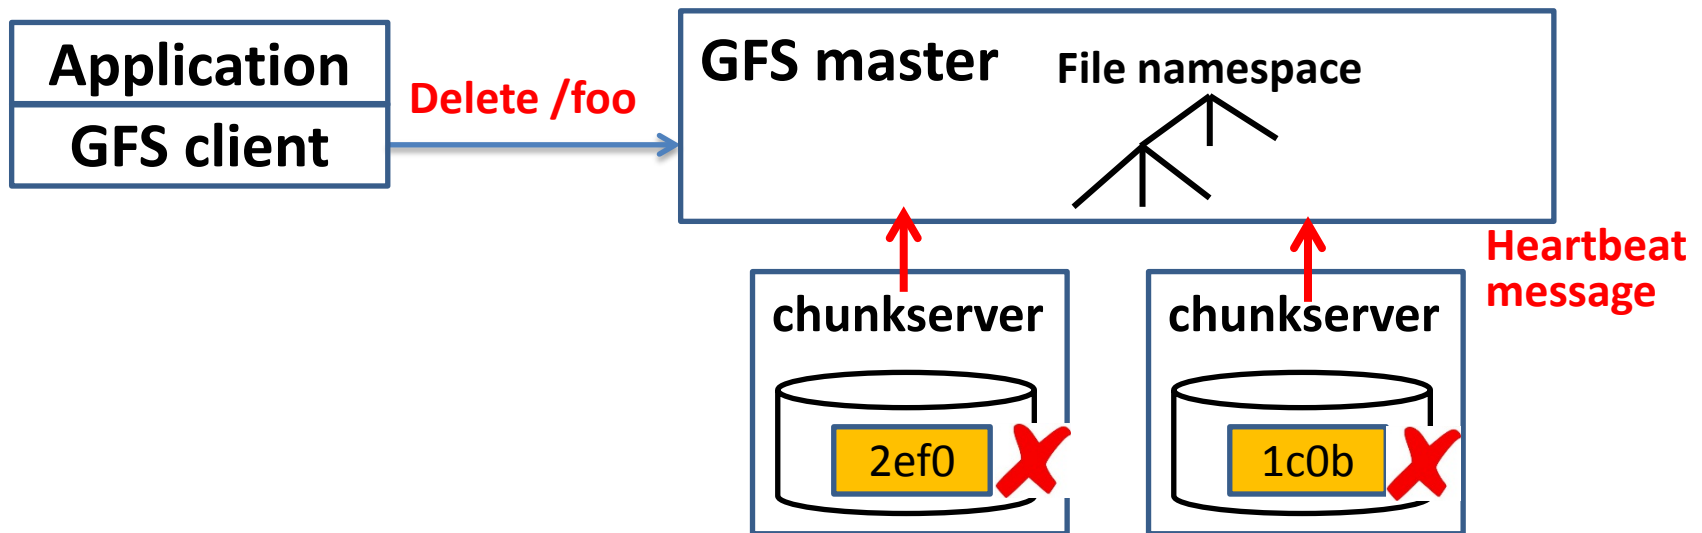 Application
GFS client
Delete /foo
GFS master
File namespace
Heartbeat
message
chunkserver
chunkserver
2ef0
1c0b